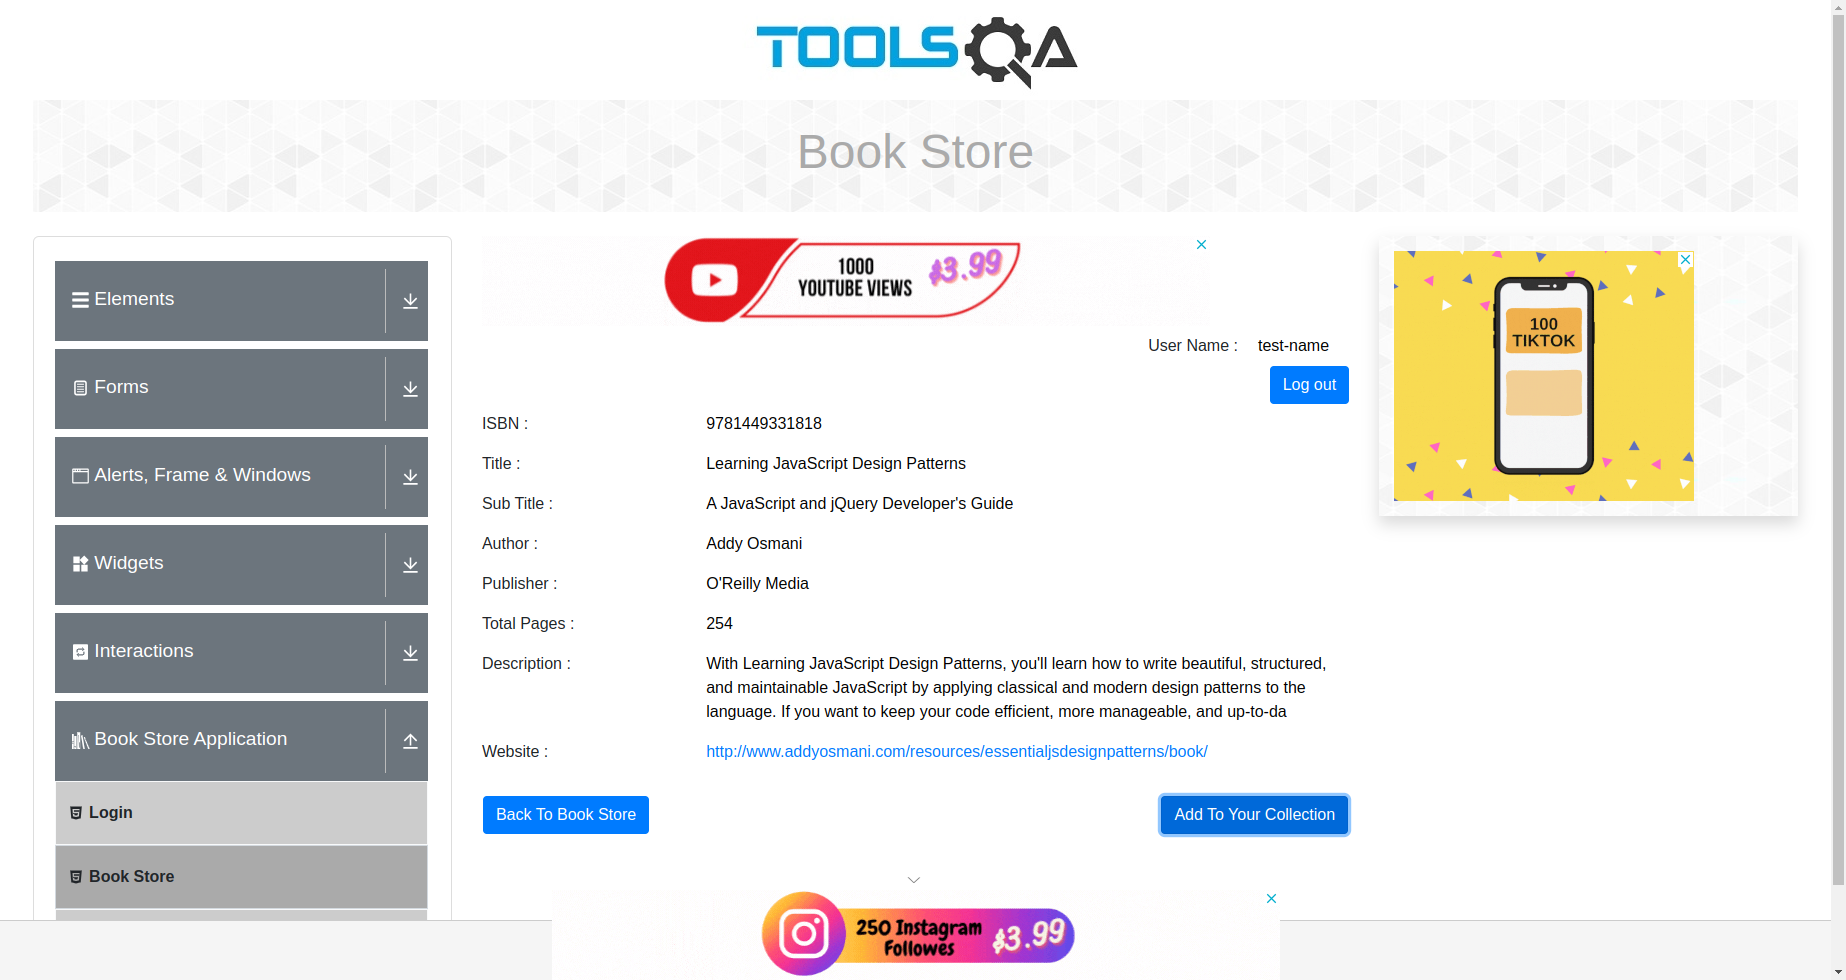 TOOLSQA
Book Store
Elements
Forms
Alerts, Frame & Windows
Widgets
Interactions
Book Store Application
Login
Book Store
1000
YOUTUBE VIEWS
$3.99
User Name : test-name
Log out
ISBN : 9781449331818
Title : Learning JavaScript Design Patterns
Sub Title : A JavaScript and jQuery Developer's Guide
Author : Addy Osmani
Publisher : O'Reilly Media
Total Pages : 254
Description : With Learning JavaScript Design Patterns, you'll learn how to write beautiful, structured,
and maintainable JavaScript by applying classical and modern design patterns to the
language. If you want to keep your code efficient, more manageable, and up-to-da
Website : http://www.addyosmani.com/resources/essentialjsdesignpatterns/book/
Back To Book Store
Add To Your Collection
100
TIKTOK
250 Instagram
Followes
$3.99